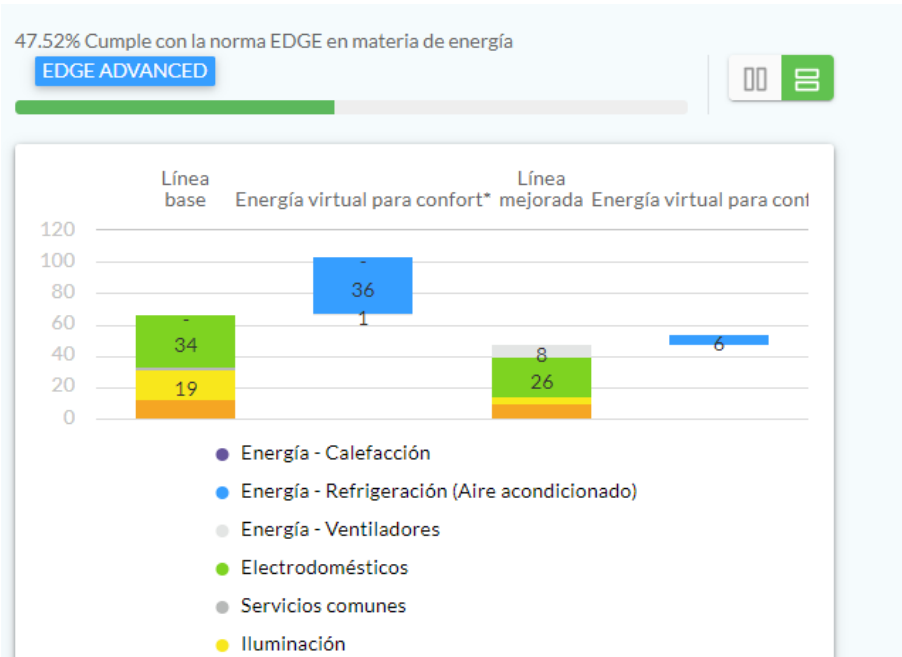 47.52% Cumple con la norma EDGE en materia de energía
EDGE ADVANCED
Línea
base
Energía virtual para confort*
Línea
mejorada
Energía virtual para conf
120
100
80
60
40
20
0
-
34
19
-
36
1
8
26
6
Energía - Calefacción
Energía - Refrigeración (Aire acondicionado)
Energía - Ventiladores
Electrodomésticos
Servicios comunes
Iluminación